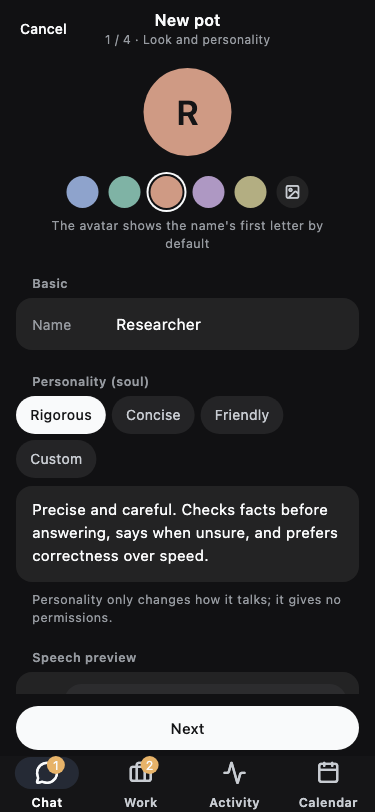 Cancel
New pot
1 / 4 · Look and personality
R
The avatar shows the name's first letter by
default
Basic
Name Researcher
Personality (soul)
Rigorous Concise Friendly
Custom
Precise and careful. Checks facts before
answering, says when unsure, and prefers
correctness over speed.
Personality only changes how it talks; it gives no
permissions.
Speech preview
Next
1 2
Chat Work Activity Calendar